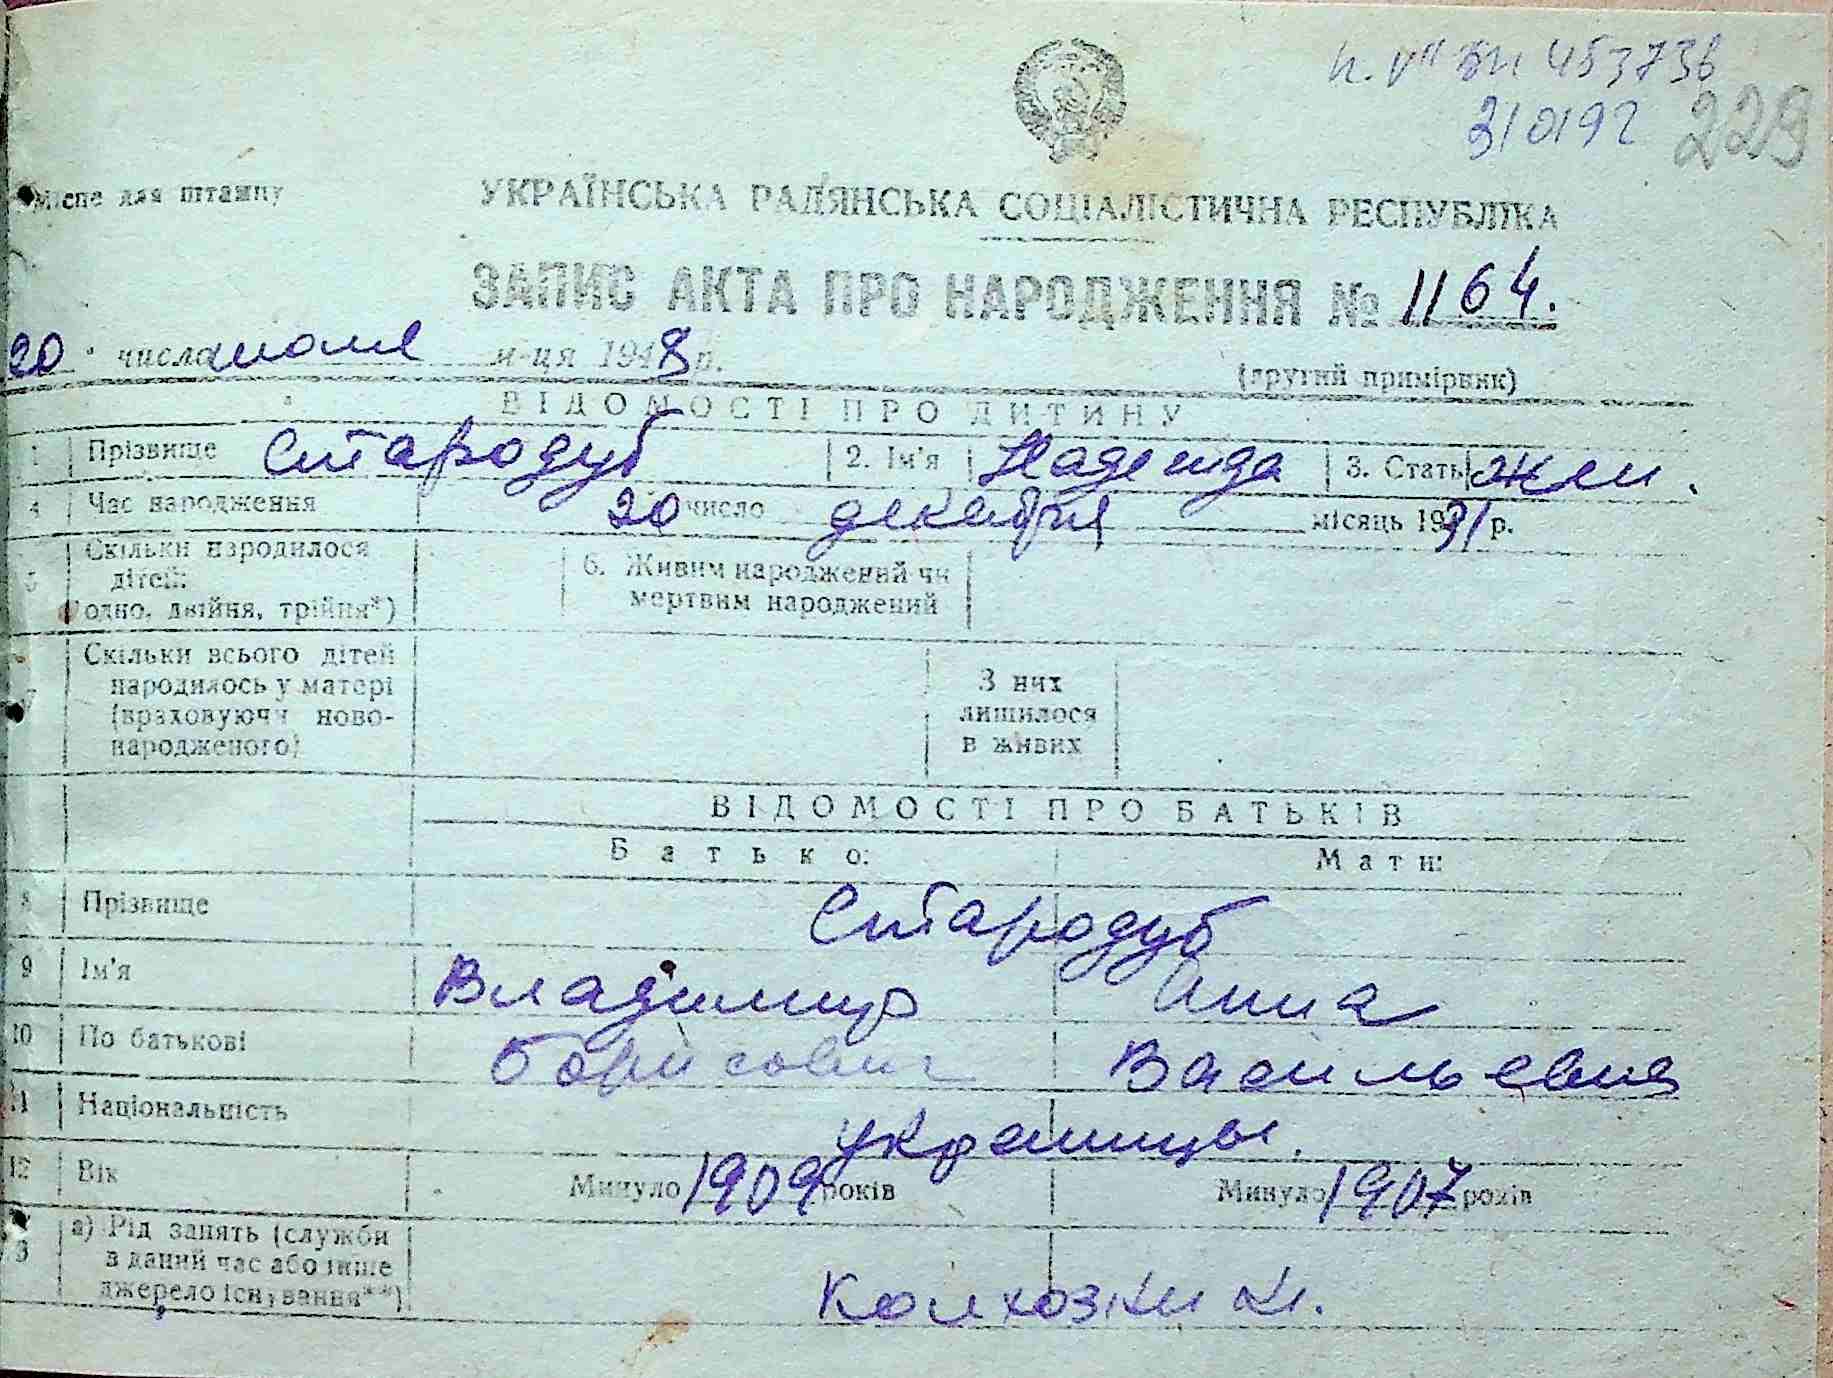 п. VII БИ 453736
310192 229
Місце для штампу
УКРАЇНСЬКА РАДЯНСЬКА СОЦІАЛІСТИЧНА РЕСПУБЛІКА
ЗАПИС АКТА ПРО НАРОДЖЕННЯ № 1164.
20 числа июля м-ця 1948 р.
(другий примірник)
ВІДОМОСТІ ПРО ДИТИНУ
1 Прізвище Стародуб 2. Ім'я Надежда 3. Стать жен.
4 Час народження 20 число декабря місяць 1931 р.
5 Скільки народилося дітей: одно, двійня, трійня*) 6. Живим народжений чи мертвим народжений
7 Скільки всього дітей народилось у матері (враховуючи новонародженого) З них лишилося в живих
ВІДОМОСТІ ПРО БАТЬКІВ
Батько: Мати:
8 Прізвище Стародуб
9 Ім'я Владимир Анна
10 По батькові Борисович Васильевна
11 Національність украинцы.
12 Вік Минуло 1909 років Минуло 1907 років
13 а) Рід занять (служби в даний час або інше джерело існування**) Колхозники.